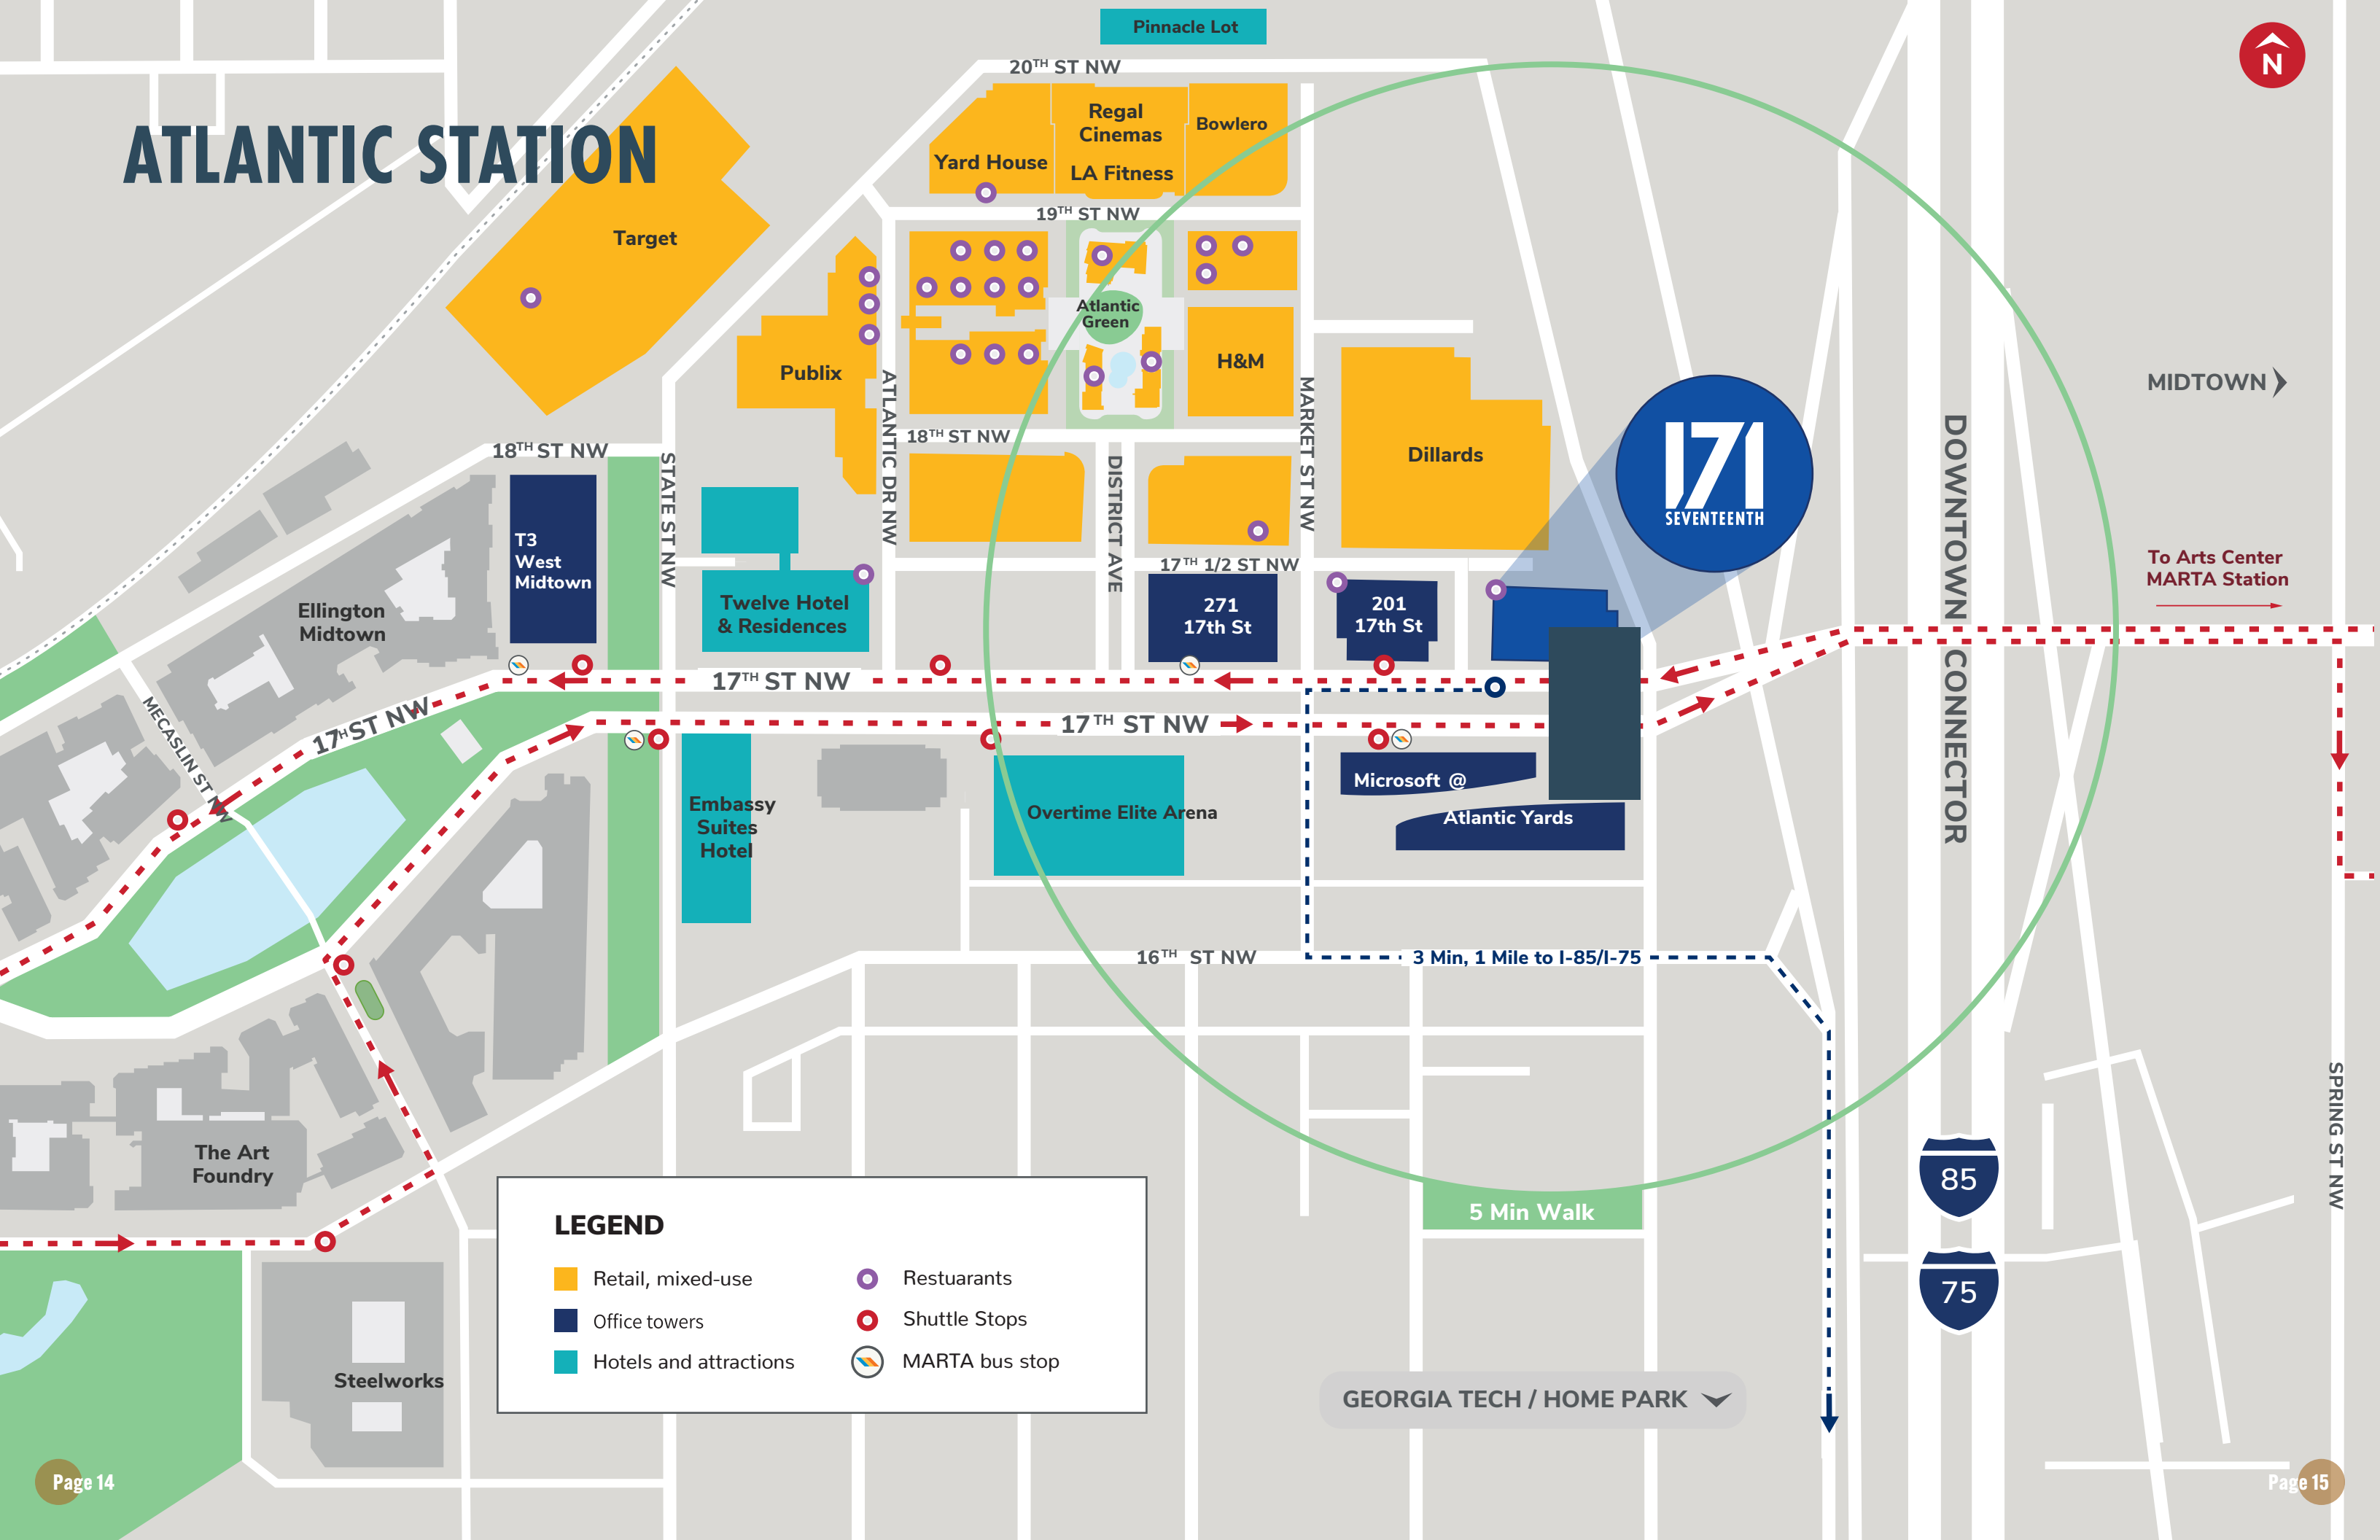 Pinnacle Lot
N
20TH ST NW
ATLANTIC STATION
Regal
Cinemas
LA Fitness
Bowlero
Yard House
19TH ST NW
Target
Atlantic
Green
Publix
H&M
MIDTOWN
ATLANTIC DR NW
MARKET ST NW
DOWNTOWN CONNECTOR
18TH ST NW
18TH ST NW
STATE ST NW
DISTRICT AVE
Dillards
171
SEVENTEENTH
T3
West
Midtown
17TH 1/2 ST NW
To Arts Center
MARTA Station
Ellington
Midtown
Twelve Hotel
& Residences
271
17th St
201
17th St
17TH ST NW
17TH ST NW
17H ST NW
MECASLIN ST NW
Microsoft @
Atlantic Yards
Embassy
Suites
Hotel
Overtime Elite Arena
16TH ST NW
3 Min, 1 Mile to I-85/I-75
SPRING ST NW
The Art
Foundry
85
75
5 Min Walk
LEGEND
Retail, mixed-use
Office towers
Hotels and attractions
Restuarants
Shuttle Stops
MARTA bus stop
Steelworks
GEORGIA TECH / HOME PARK
Page 14
Page 15